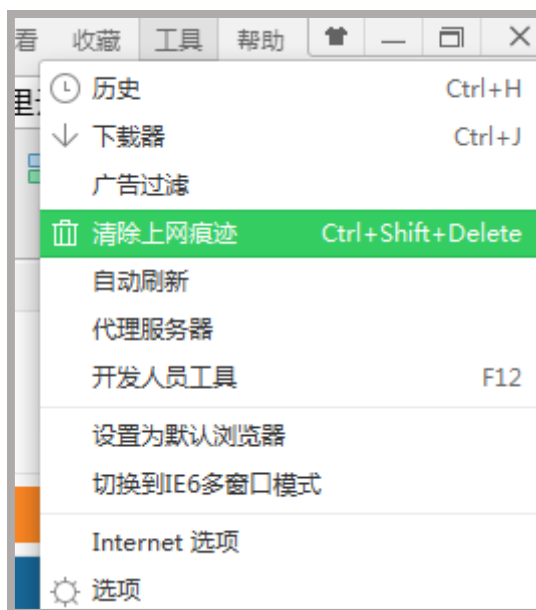 看 收藏 工具 帮助
历史 Ctrl+H
下载器 Ctrl+J
广告过滤
清除上网痕迹 Ctrl+Shift+Delete
自动刷新
代理服务器
开发人员工具 F12
设置为默认浏览器
切换到IE6多窗口模式
Internet 选项
选项